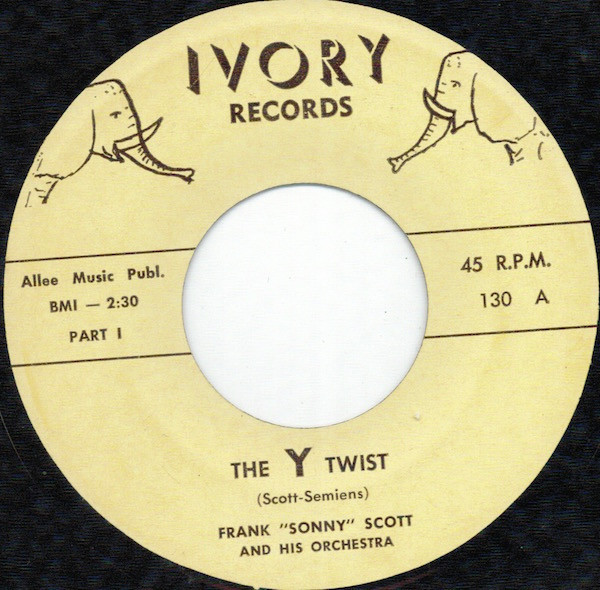 IVORY
RECORDS
Allee Music Publ.
BMI — 2:30
PART I
45 R.P.M.
130 A
THE Y TWIST
(Scott-Semiens)
FRANK "SONNY" SCOTT
AND HIS ORCHESTRA